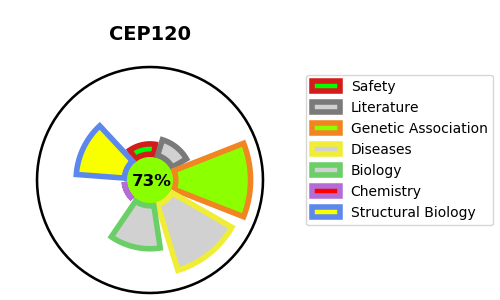 CEP120
73%
Safety
Literature
Genetic Association
Diseases
Biology
Chemistry
Structural Biology